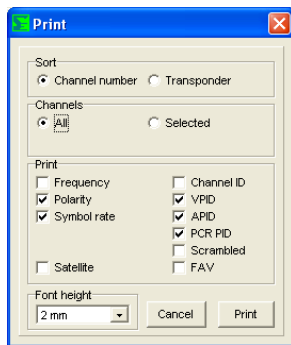 Print
Sort
Channel number Transponder
Channels
All Selected
Print
Frequency Channel ID
Polarity VPID
Symbol rate APID
PCR PID
Scrambled
Satellite FAV
Font height
2 mm Cancel Print